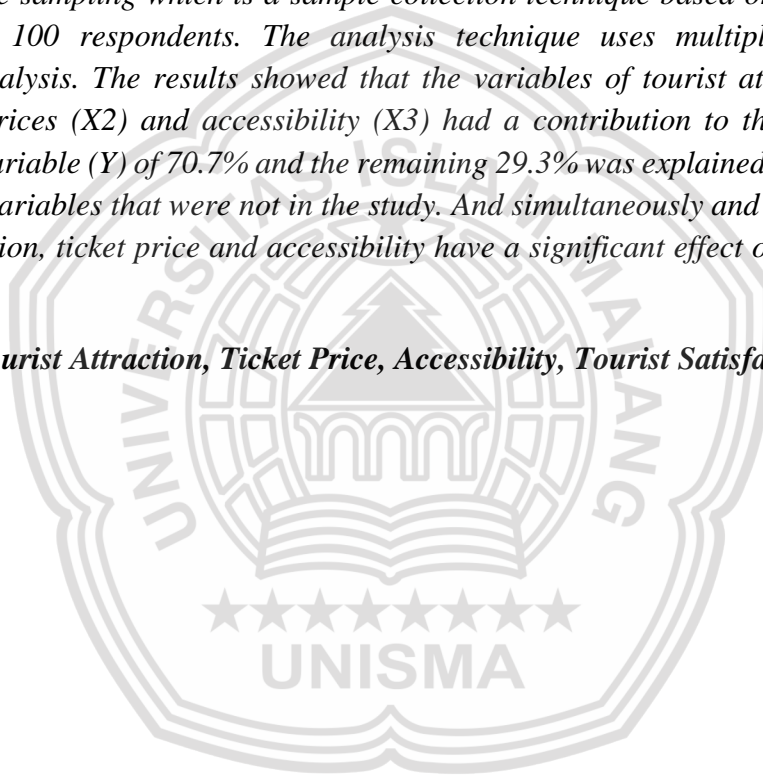 e sampling which is a sample collection technique based o
100 respondents. The analysis technique uses multipl
alysis. The results showed that the variables of tourist at
rices (X2) and accessibility (X3) had a contribution to th
ariable (Y) of 70.7% and the remaining 29.3% was explained
ariables that were not in the study. And simultaneously and
ion, ticket price and accessibility have a significant effect o
urist Attraction, Ticket Price, Accessibility, Tourist Satisfa
UNIVERSITAS ISLAM MALANG
UNISMA